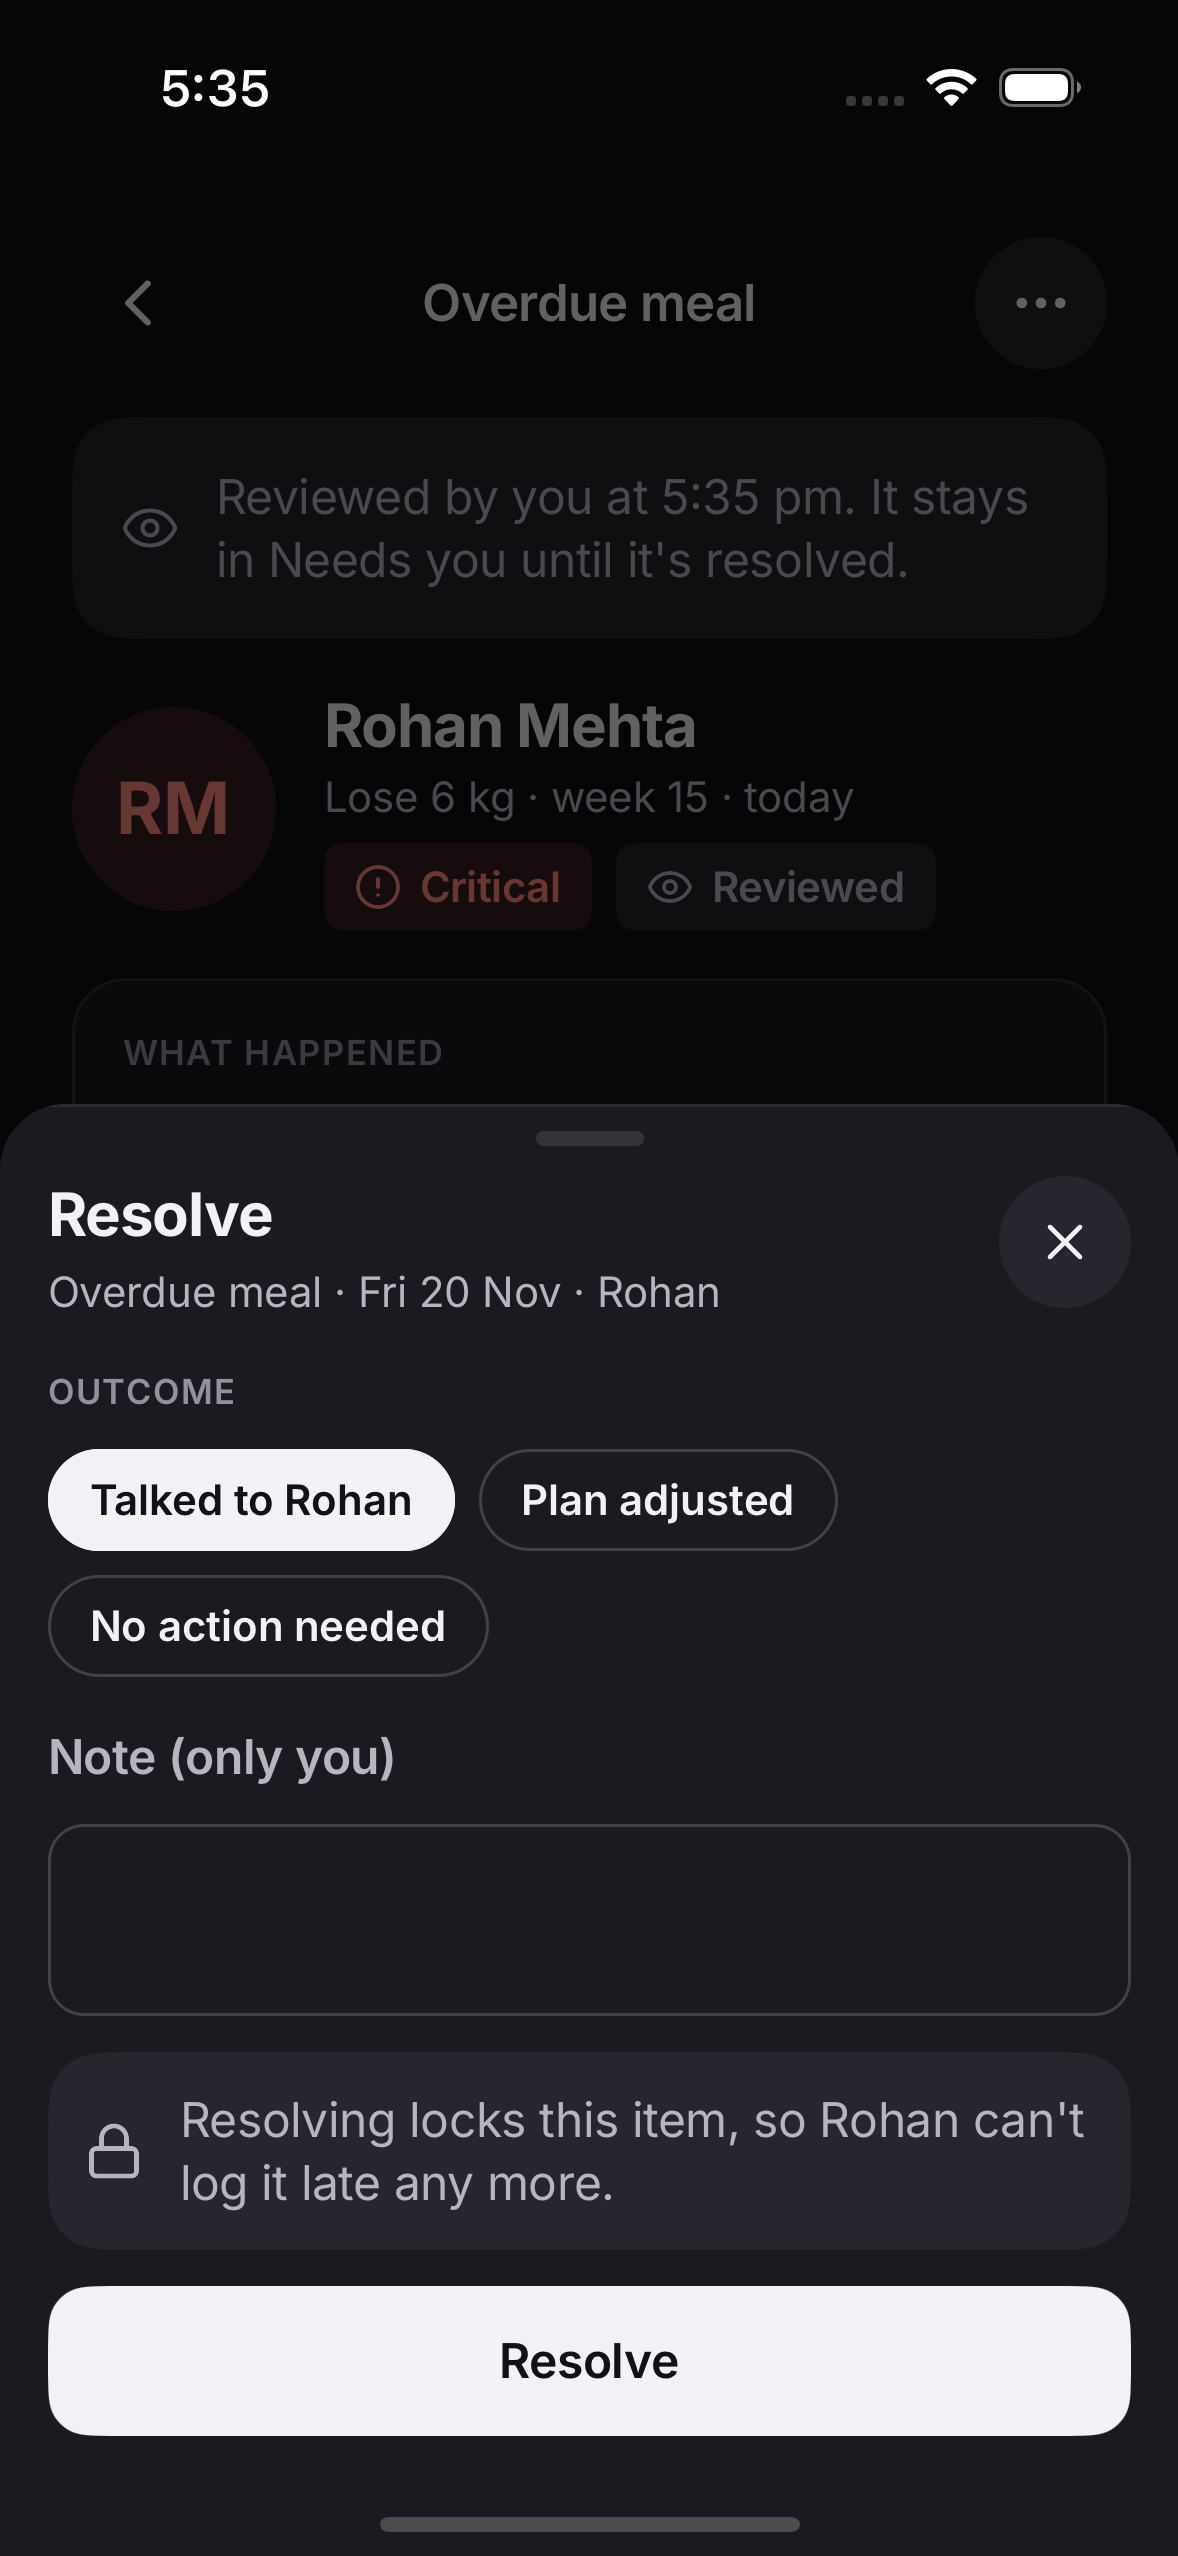 5:35
Overdue meal
Reviewed by you at 5:35 pm. It stays
in Needs you until it's resolved.
RM
Rohan Mehta
Lose 6 kg · week 15 · today
Critical
Reviewed
WHAT HAPPENED
Resolve
Overdue meal · Fri 20 Nov · Rohan
OUTCOME
Talked to Rohan
Plan adjusted
No action needed
Note (only you)
Resolving locks this item, so Rohan can't
log it late any more.
Resolve